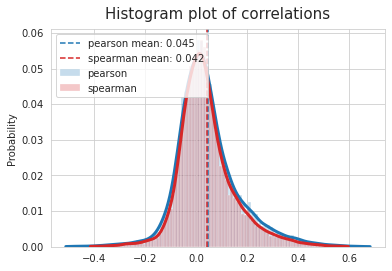 Histogram plot of correlations
0.06
0.05
0.04
0.03
0.02
0.01
0.00
Probability
pearson mean: 0.045
spearman mean: 0.042
pearson
spearman
−0.4 −0.2 0.0 0.2 0.4 0.6